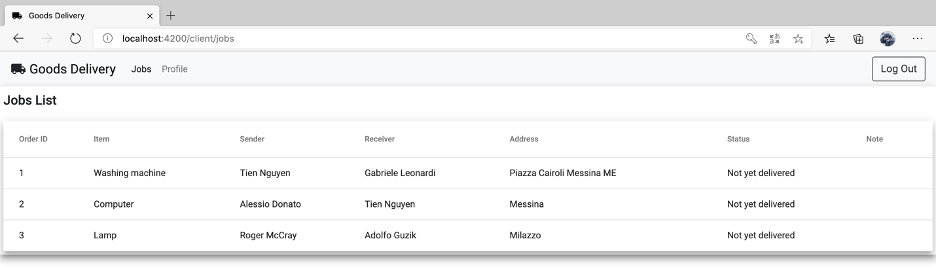 Goods Delivery
localhost:4200/client/jobs
Goods Delivery Jobs Profile Log Out
Jobs List
Order ID Item Sender Receiver Address Status Note
1 Washing machine Tien Nguyen Gabriele Leonardi Piazza Cairoli Messina ME Not yet delivered
2 Computer Alessio Donato Tien Nguyen Messina Not yet delivered
3 Lamp Roger McCray Adolfo Guzik Milazzo Not yet delivered